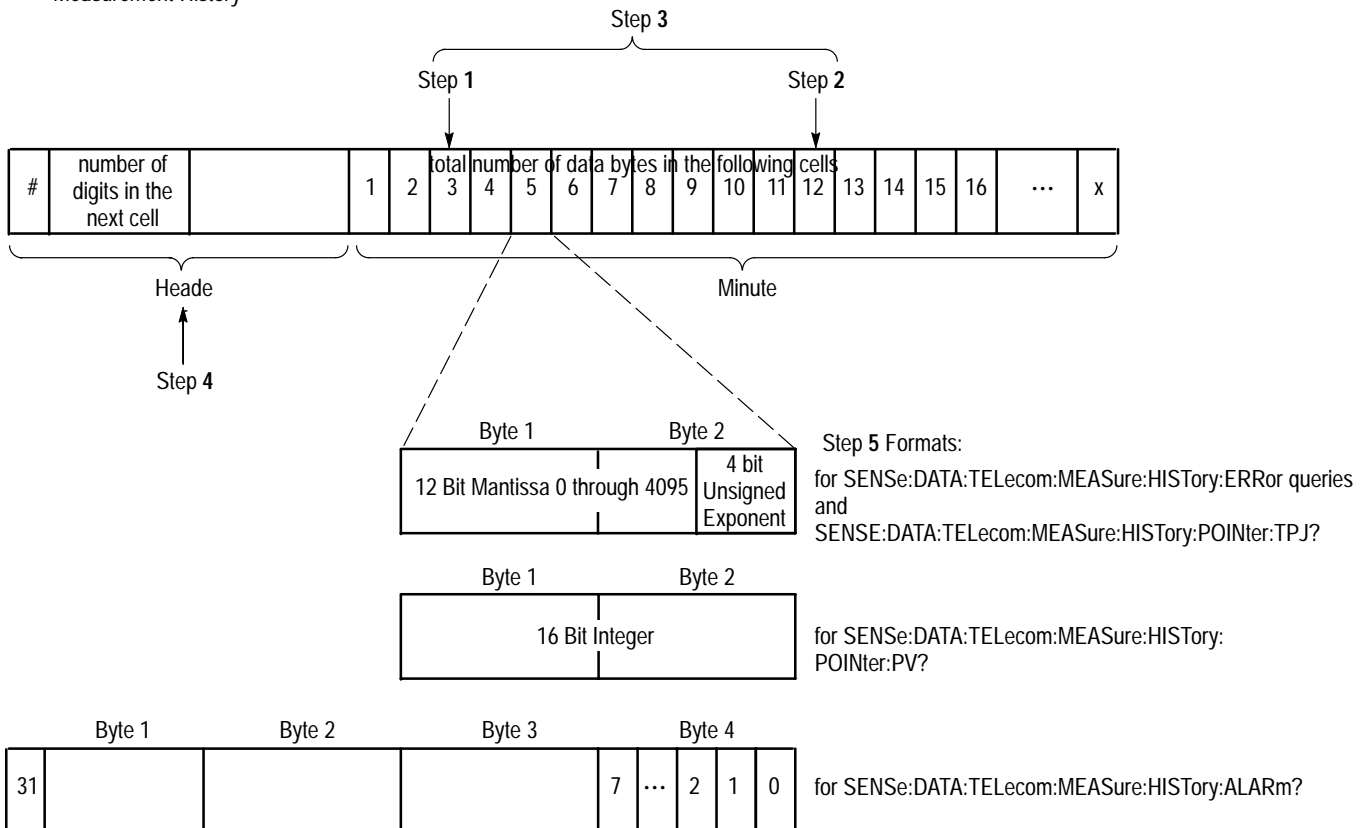 Measurement History
Step 3
Step 1
Step 2
total number of data bytes in the following cells
#
number of
digits in the
next cell
1 2 3 4 5 6 7 8 9 10 11 12 13 14 15 16 ... x
Heade
Minute
Step 4
Byte 1 Byte 2
12 Bit Mantissa 0 through 4095
4 bit
Unsigned
Exponent
Step 5 Formats:
for SENSe:DATA:TELecom:MEASure:HISTory:ERRor queries
and
SENSE:DATA:TELecom:MEASure:HISTory:POINter:TPJ?
Byte 1 Byte 2
16 Bit Integer
for SENSe:DATA:TELecom:MEASure:HISTory:
POINter:PV?
Byte 1 Byte 2 Byte 3 Byte 4
31 7 ... 2 1 0
for SENSe:DATA:TELecom:MEASure:HISTory:ALARm?